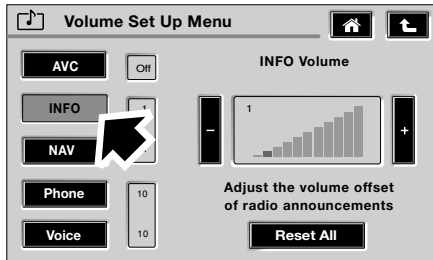 Volume Set Up Menu
AVC
Off
INFO Volume
INFO
1
1
NAV
–
+
Phone
10
Adjust the volume offset
of radio announcements
Voice
10
Reset All